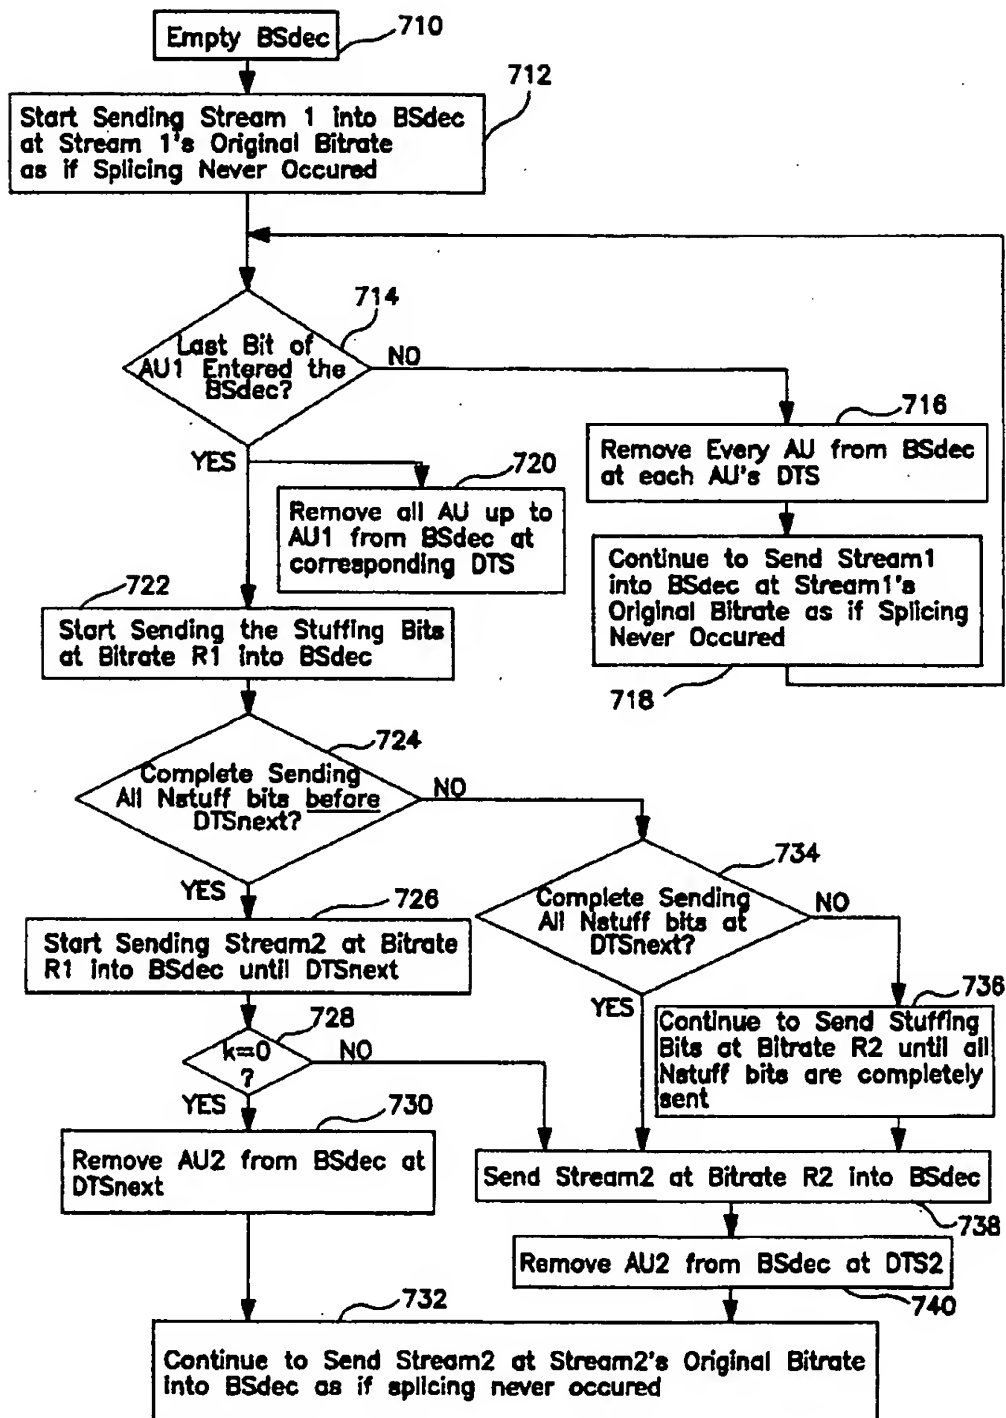 Empty BSdec
710
712
Start Sending Stream 1 into BSdec
at Stream 1's Original Bitrate
as if Splicing Never Occured
714
Last Bit of
AU1 Entered the
BSdec?
NO
YES
716
Remove Every AU from BSdec
at each AU's DTS
720
Remove all AU up to
AU1 from BSdec at
corresponding DTS
Continue to Send Stream1
into BSdec at Stream1's
Original Bitrate as if Splicing
Never Occured
718
722
Start Sending the Stuffing Bits
at Bitrate R1 into BSdec
724
Complete Sending
All Nstuff bits before
DTSnext?
NO
YES
734
Complete Sending
All Nstuff bits at
DTSnext?
NO
YES
726
Start Sending Stream2 at Bitrate
R1 into BSdec until DTSnext
736
Continue to Send Stuffing
Bits at Bitrate R2 until all
Nstuff bits are completely
sent
728
k=0
?
NO
YES
730
Remove AU2 from BSdec at
DTSnext
Send Stream2 at Bitrate R2 into BSdec
738
Remove AU2 from BSdec at DTS2
740
732
Continue to Send Stream2 at Stream2's Original Bitrate
into BSdec as if splicing never occured